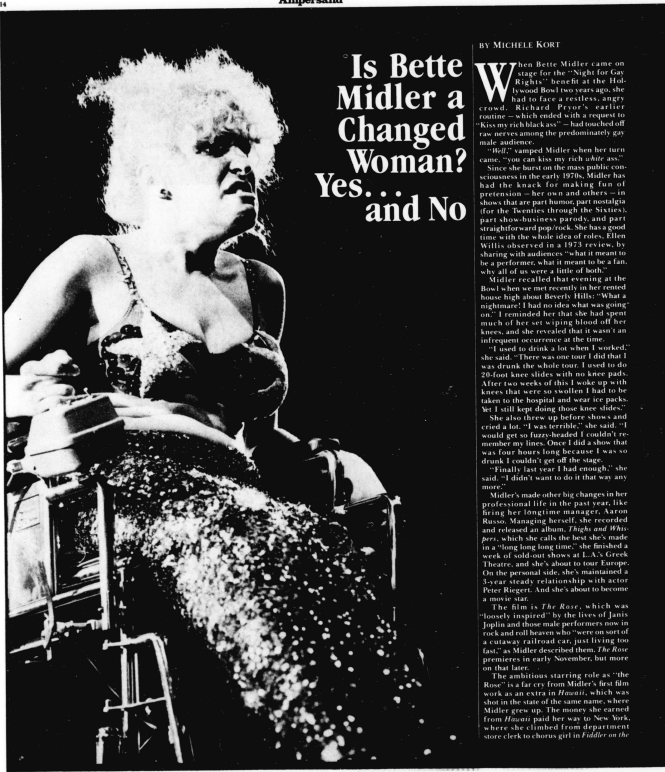 14
Ampersand
Is Bette
Midler a
Changed
Woman?
Yes...
and No
BY MICHELE KORT
When Bette Midler came on
stage for the "Night for Gay
Rights" benefit at the Hol-
lywood Bowl two years ago, she
had to face a restless, angry
crowd. Richard Pryor's earlier
routine — which ended with a request to
"Kiss my rich black ass" — had touched off
raw nerves among the predominately gay
male audience.
"Well," vamped Midler when her turn
came, "you can kiss my rich white ass."
Since she burst on the mass public con-
sciousness in the early 1970s, Midler has
had the knack for making fun of
pretension — her own and others — in
shows that are part humor, part nostalgia
(for the Twenties through the Sixties),
part show-business parody, and part
straightforward pop/rock. She has a good
time with the whole idea of roles, Ellen
Willis observed in a 1973 review, by
sharing with audiences "what it meant to
be a performer, what it meant to be a fan,
why all of us were a little of both."
Midler recalled that evening at the
Bowl when we met recently in her rented
house high about Beverly Hills: "What a
nightmare! I had no idea what was going
on." I reminded her that she had spent
much of her set wiping blood off her
knees, and she revealed that it wasn't an
infrequent occurrence at the time.
"I used to drink a lot when I worked,"
she said. "There was one tour I did that I
was drunk the whole tour. I used to do
20-foot knee slides with no knee pads.
After two weeks of this I woke up with
knees that were so swollen I had to be
taken to the hospital and wear ice packs.
Yet I still kept doing those knee slides."
She also threw up before shows and
cried a lot. "I was terrible," she said. "I
would get so fuzzy-headed I couldn't re-
member my lines. Once I did a show that
was four hours long because I was so
drunk I couldn't get off the stage.
"Finally last year I had enough," she
said. "I didn't want to do it that way any
more."
Midler's made other big changes in her
professional life in the past year, like
firing her longtime manager, Aaron
Russo. Managing herself, she recorded
and released an album, Thighs and Whis-
pers, which she calls the best she's made
in a "long long long time," she finished a
week of sold-out shows at L.A.'s Greek
Theatre, and she's about to tour Europe.
On the personal side, she's maintained a
3-year steady relationship with actor
Peter Riegert. And she's about to become
a movie star.
The film is The Rose, which was
"loosely inspired" by the lives of Janis
Joplin and those male performers now in
rock and roll heaven who "were on sort of
a cutaway railroad car, just living too
fast," as Midler described them. The Rose
premieres in early November, but more
on that later.
The ambitious starring role as "the
Rose" is a far cry from Midler's first film
work as an extra in Hawaii, which was
shot in the state of the same name, where
Midler grew up. The money she earned
from Hawaii paid her way to New York,
where she climbed from department
store clerk to chorus girl in Fiddler on the